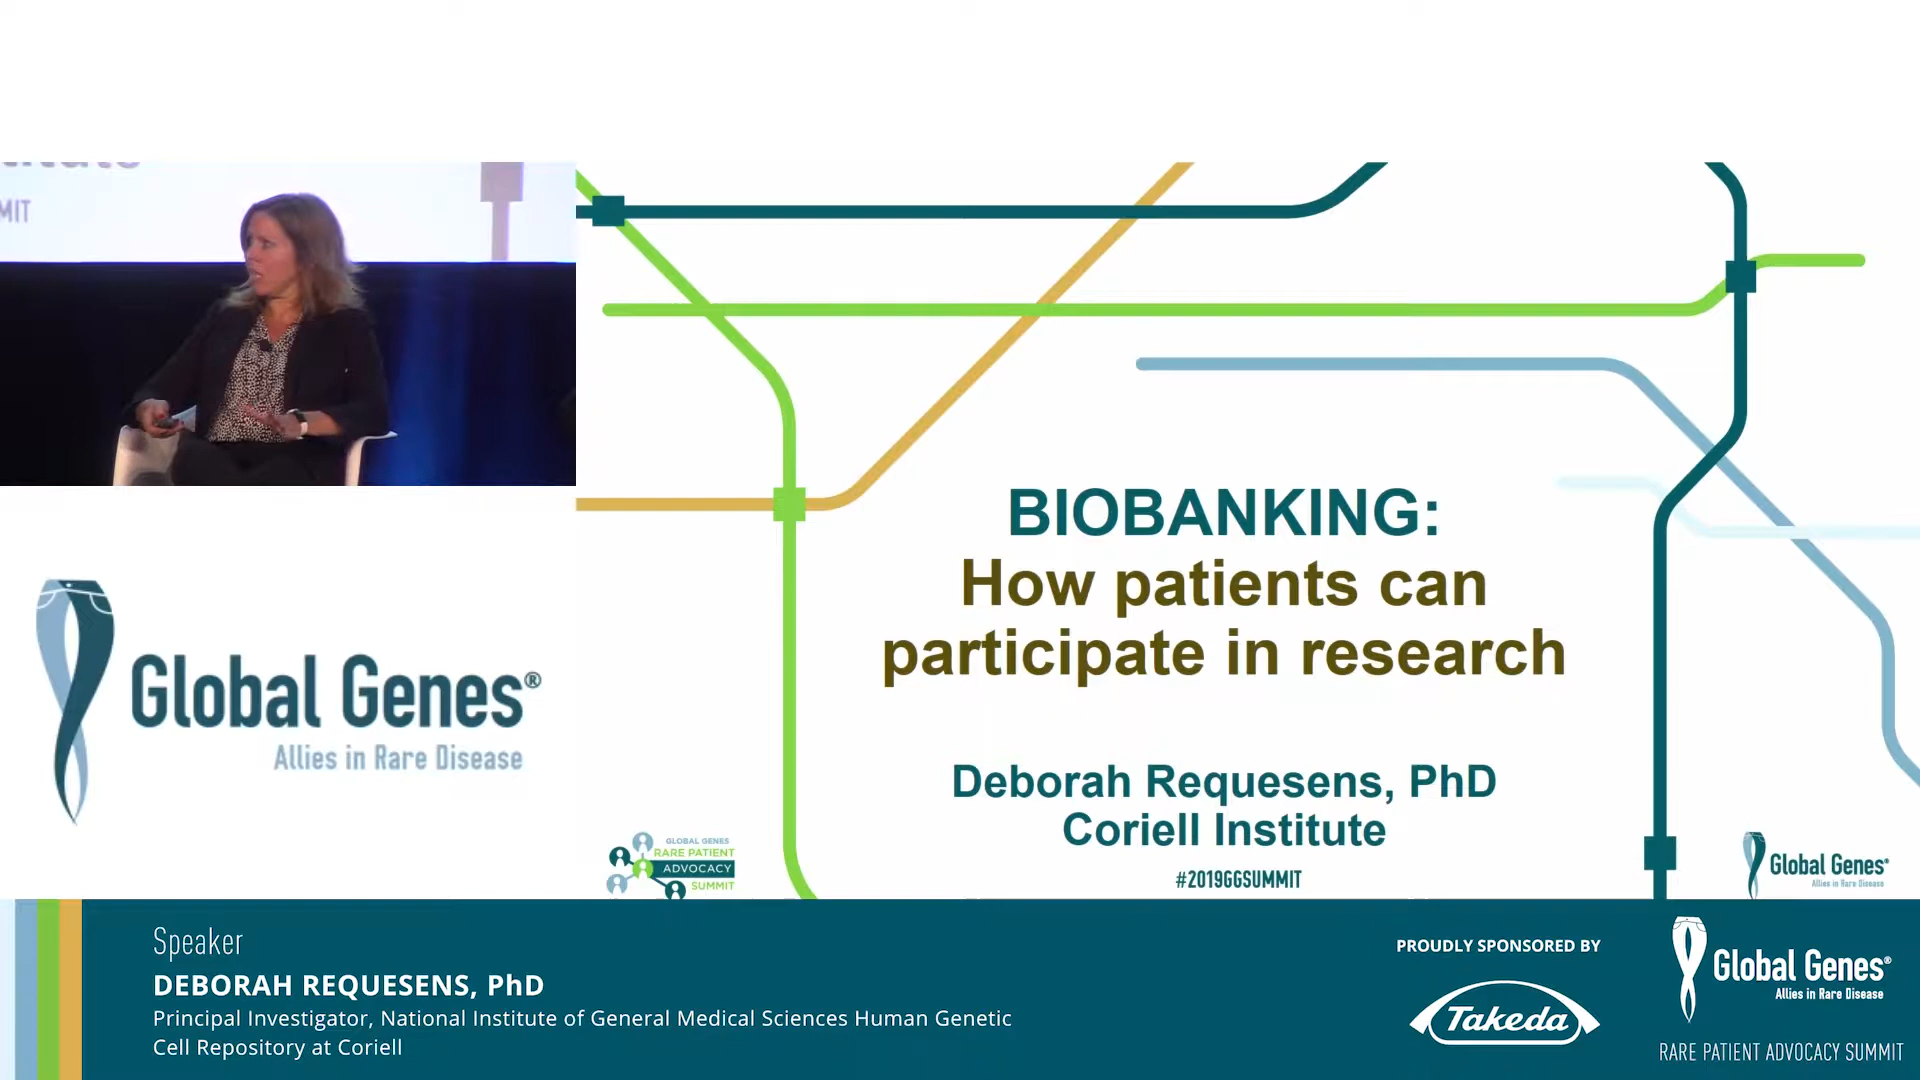 MIT
Global Genes®
Allies in Rare Disease
BIOBANKING:
How patients can
participate in research
Deborah Requesens, PhD
Coriell Institute
#2019GGSUMMIT
GLOBAL GENES
RARE PATIENT
ADVOCACY
SUMMIT
Global Genes®
Allies in Rare Disease
Speaker
DEBORAH REQUESENS, PhD
Principal Investigator, National Institute of General Medical Sciences Human Genetic
Cell Repository at Coriell
PROUDLY SPONSORED BY
Takeda
Global Genes®
Allies in Rare Disease
RARE PATIENT ADVOCACY SUMMIT